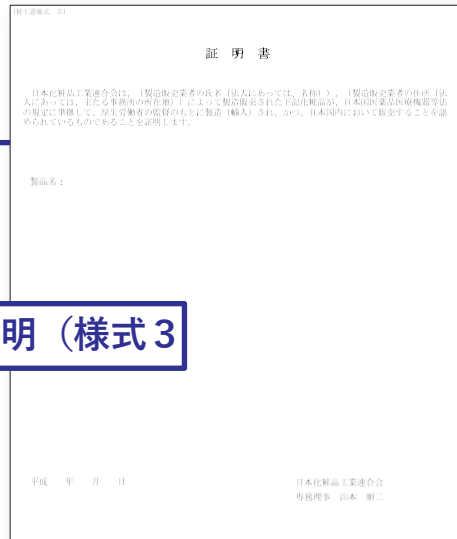 (粧工連様式 3)
証 明 書
日本化粧品工業連合会は、（製造販売業者の氏名（法人にあっては、名称））、（製造販売業者の住所（法
人にあっては、主たる事務所の所在地））によって製造販売された下記化粧品が、日本国医薬品医療機器等法
の規定に準拠して、厚生労働省の監督のもとに製造（輸入）され、かつ、日本国内において販売することを認
められているものであることを証明します。
製品名：
明（様式3
平成 年 月 日
日本化粧品工業連合会
専務理事 山本 順二